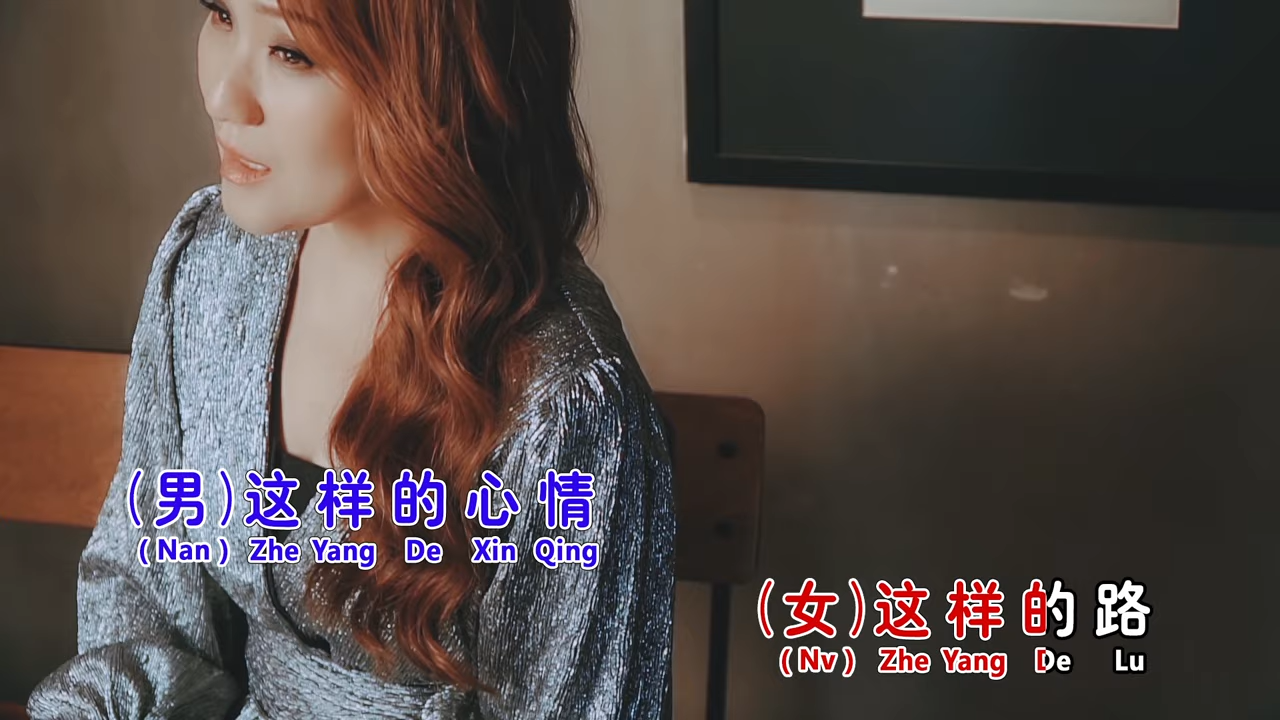 (男)这样的心情
(Nan) Zhe Yang De Xin Qing
(女)这样的路
(Nv) Zhe Yang De Lu